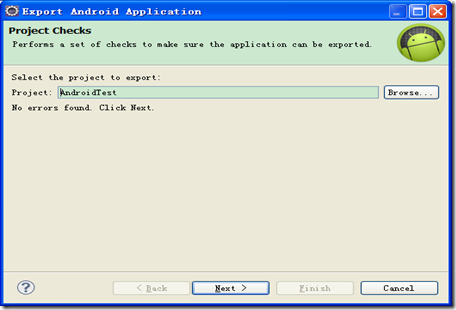 Export Android Application
Project Checks
Performs a set of checks to make sure the application can be exported.
Select the project to export:
Project: AndroidTest Browse...
No errors found. Click Next.
? < Back Next > Finish Cancel